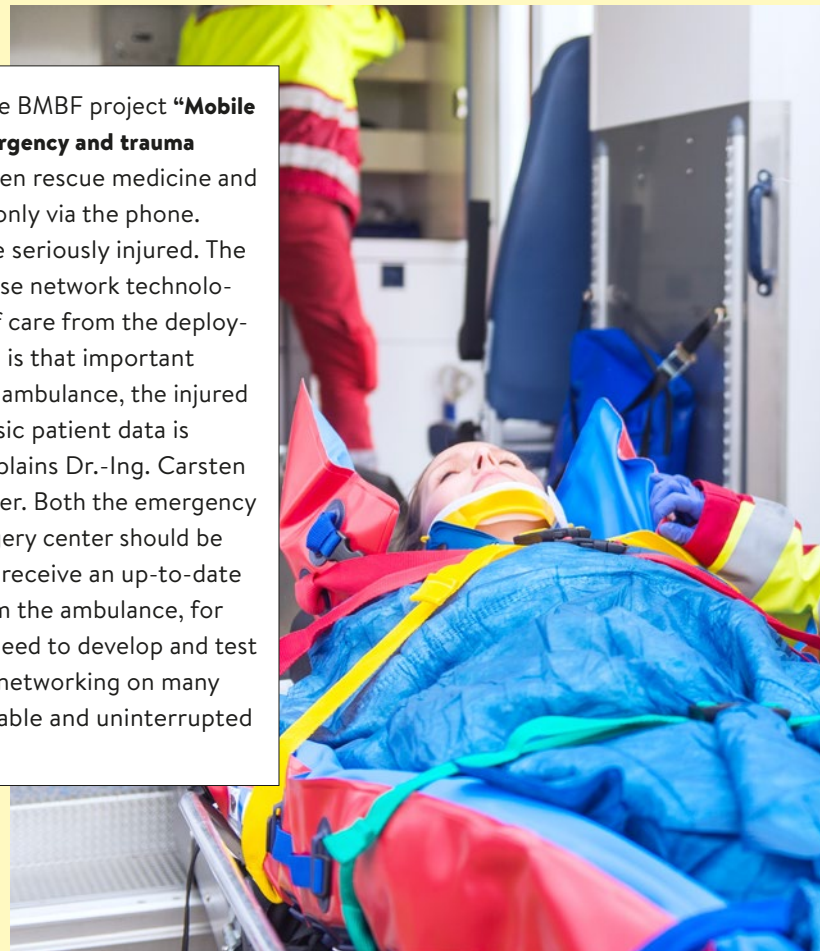 e BMBF project “Mobile
rgency and trauma
en rescue medicine and
only via the phone.
e seriously injured. The
se network technolo-
f care from the deploy-
is that important
ambulance, the injured
sic patient data is
plains Dr.-Ing. Carsten
er. Both the emergency
gery center should be
receive an up-to-date
m the ambulance, for
eed to develop and test
networking on many
able and uninterrupted